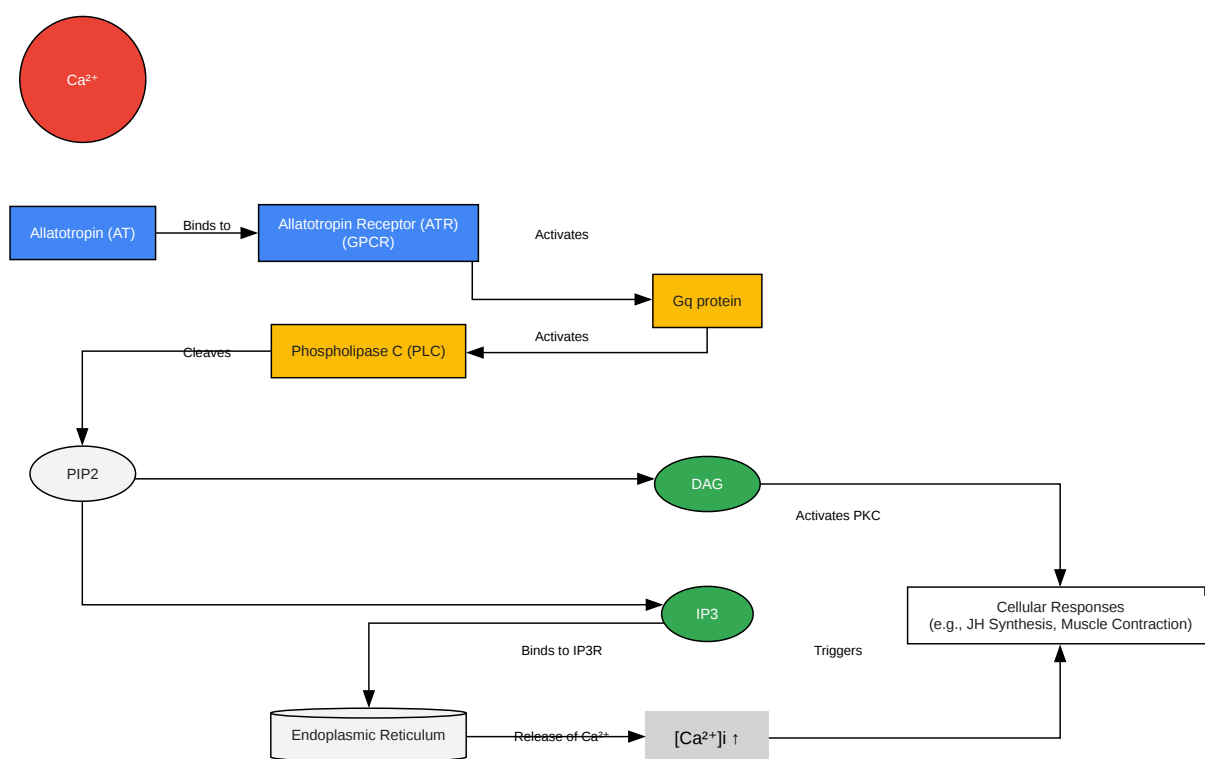 Ca²⁺
Allatotropin (AT)
Binds to
Allatotropin Receptor (ATR)
(GPCR)
Activates
Gq protein
Activates
Phospholipase C (PLC)
Cleaves
PIP2
DAG
Activates PKC
IP3
Cellular Responses
(e.g., JH Synthesis, Muscle Contraction)
Binds to IP3R
Triggers
Endoplasmic Reticulum
Release of Ca²⁺
[Ca²⁺]i ↑